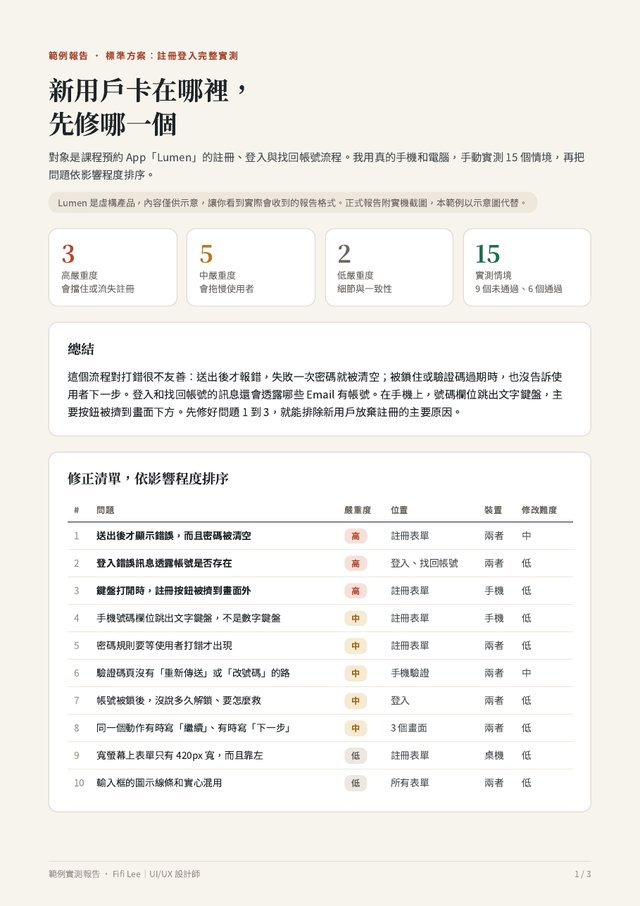 範例報告 · 標準方案：註冊登入完整實測
新用戶卡在哪裡，
先修哪一個
對象是課程預約 App「Lumen」的註冊、登入與找回帳號流程。我用真的手機和電腦，手動實測 15 個情境，再把
問題依影響程度排序。
Lumen 是虛構產品，內容僅供示意，讓你看到實際會收到的報告格式。正式報告附實機截圖，本範例以示意圖代替。
3
高嚴重度
會擋住或流失註冊
5
中嚴重度
會拖慢使用者
2
低嚴重度
細節與一致性
15
實測情境
9 個未通過、6 個通過
總結
這個流程對打錯很不友善：送出後才報錯，失敗一次密碼就被清空；被鎖住或驗證碼過期時，也沒告訴使
用者下一步。登入和找回帳號的訊息還會透露哪些 Email 有帳號。在手機上，號碼欄位跳出文字鍵盤，主
要按鈕被擠到畫面下方。先修好問題 1 到 3，就能排除新用戶放棄註冊的主要原因。
修正清單，依影響程度排序
# 問題 嚴重度 位置 裝置 修改難度
1 送出後才顯示錯誤，而且密碼被清空 高 註冊表單 兩者 中
2 登入錯誤訊息透露帳號是否存在 高 登入、找回帳號 兩者 低
3 鍵盤打開時，註冊按鈕被擠到畫面外 高 註冊表單 手機 低
4 手機號碼欄位跳出文字鍵盤，不是數字鍵盤 中 註冊表單 手機 低
5 密碼規則要等使用者打錯才出現 中 註冊表單 兩者 低
6 驗證碼頁沒有「重新傳送」或「改號碼」的路 中 手機驗證 兩者 中
7 帳號被鎖後，沒說多久解鎖、要怎麼救 中 登入 兩者 低
8 同一個動作有時寫「繼續」、有時寫「下一步」 中 3 個畫面 兩者 低
9 寬螢幕上表單只有 420px 寬，而且靠左 低 註冊表單 桌機 低
10 輸入框的圖示線條和實心混用 低 所有表單 兩者 低
範例實測報告 · Fifi Lee｜UI/UX 設計師
1 / 3